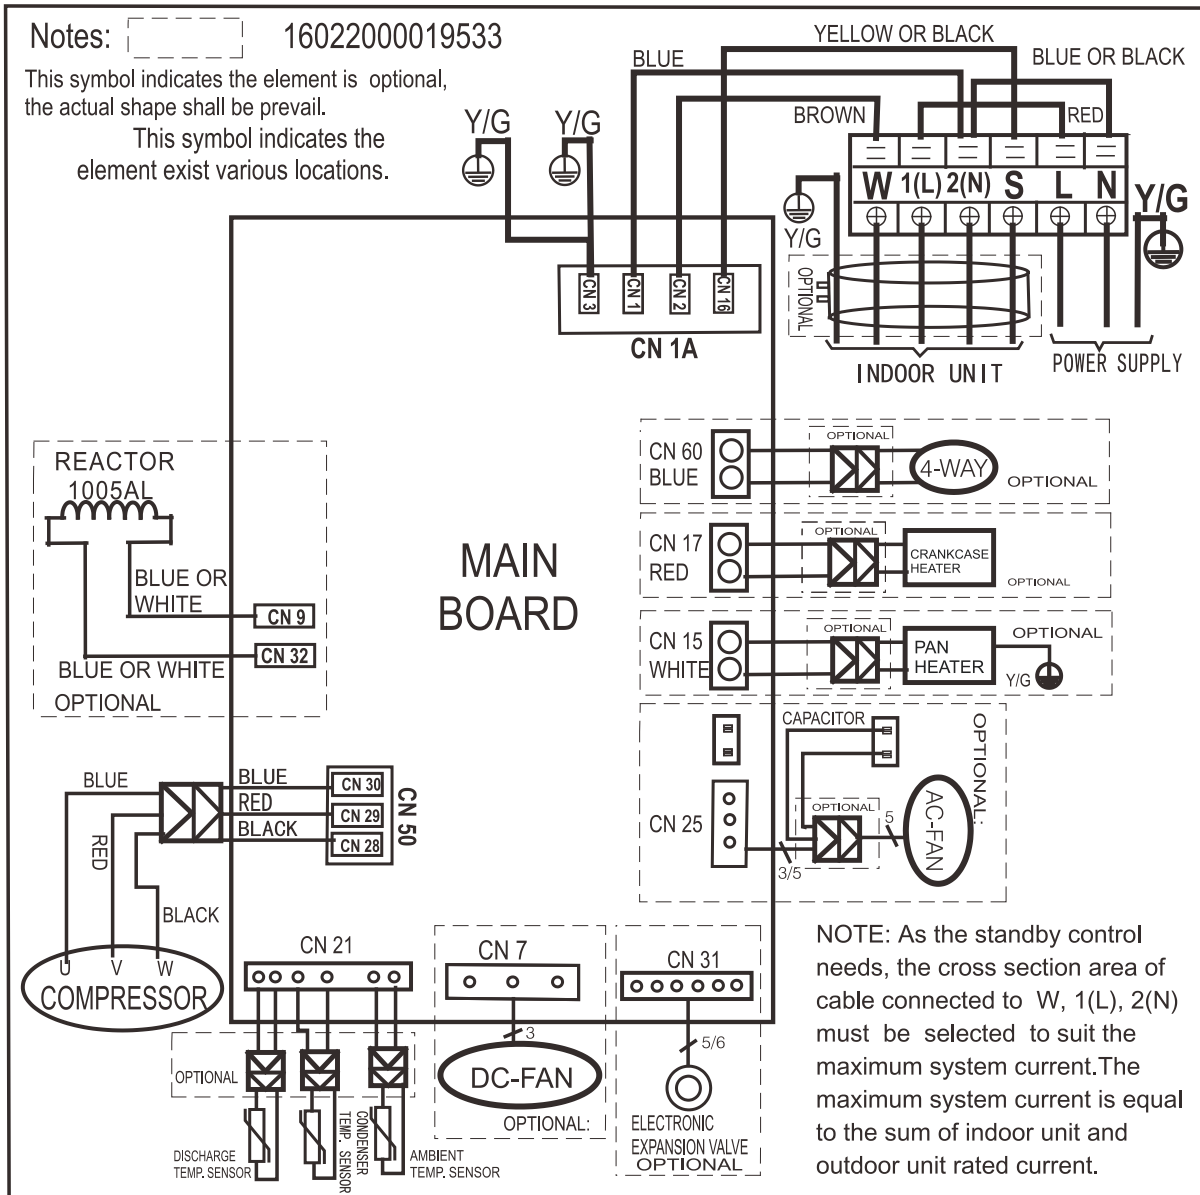 Notes: 16022000019533
This symbol indicates the element is optional,
the actual shape shall be prevail.
This symbol indicates the
element exist various locations.
YELLOW OR BLACK
BLUE
BLUE OR BLACK
BROWN
RED
Y/G
Y/G
W 1(L) 2(N) S L N
Y/G
Y/G
OPTIONAL
INDOOR UNIT
POWER SUPPLY
CN 3
CN 1
CN 2
CN 16
CN 1A
REACTOR
1005AL
BLUE OR
WHITE
CN 9
CN 32
BLUE OR WHITE
OPTIONAL
MAIN
BOARD
CN 60
BLUE
OPTIONAL
4-WAY
OPTIONAL
CN 17
RED
OPTIONAL
CRANKCASE
HEATER
OPTIONAL
CN 15
WHITE
OPTIONAL
PAN
HEATER
OPTIONAL
Y/G
CAPACITOR
OPTIONAL:
CN 25
OPTIONAL
3/5
5
AC-FAN
BLUE
BLUE
RED
BLACK
CN 30
CN 29
CN 28
CN 50
RED
BLACK
U V W
COMPRESSOR
CN 21
OPTIONAL
DISCHARGE
TEMP. SENSOR
CONDENSER
TEMP. SENSOR
AMBIENT
TEMP. SENSOR
CN 7
3
DC-FAN
OPTIONAL:
CN 31
5/6
ELECTRONIC
EXPANSION VALVE
OPTIONAL
NOTE: As the standby control
needs, the cross section area of
cable connected to W, 1(L), 2(N)
must be selected to suit the
maximum system current.The
maximum system current is equal
to the sum of indoor unit and
outdoor unit rated current.